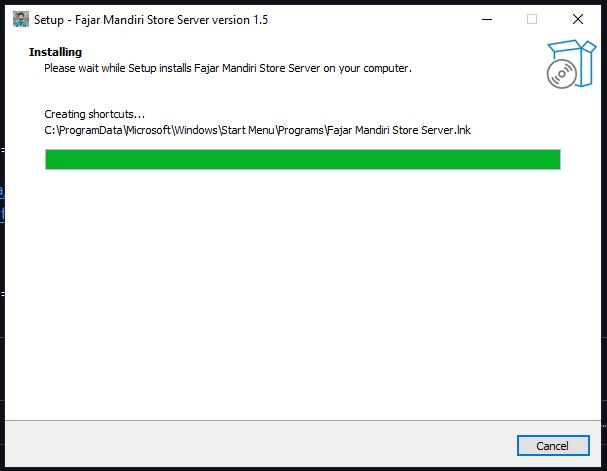 Setup - Fajar Mandiri Store Server version 1.5
Installing
Please wait while Setup installs Fajar Mandiri Store Server on your computer.
Creating shortcuts...
C:\ProgramData\Microsoft\Windows\Start Menu\Programs\Fajar Mandiri Store Server.lnk
Cancel